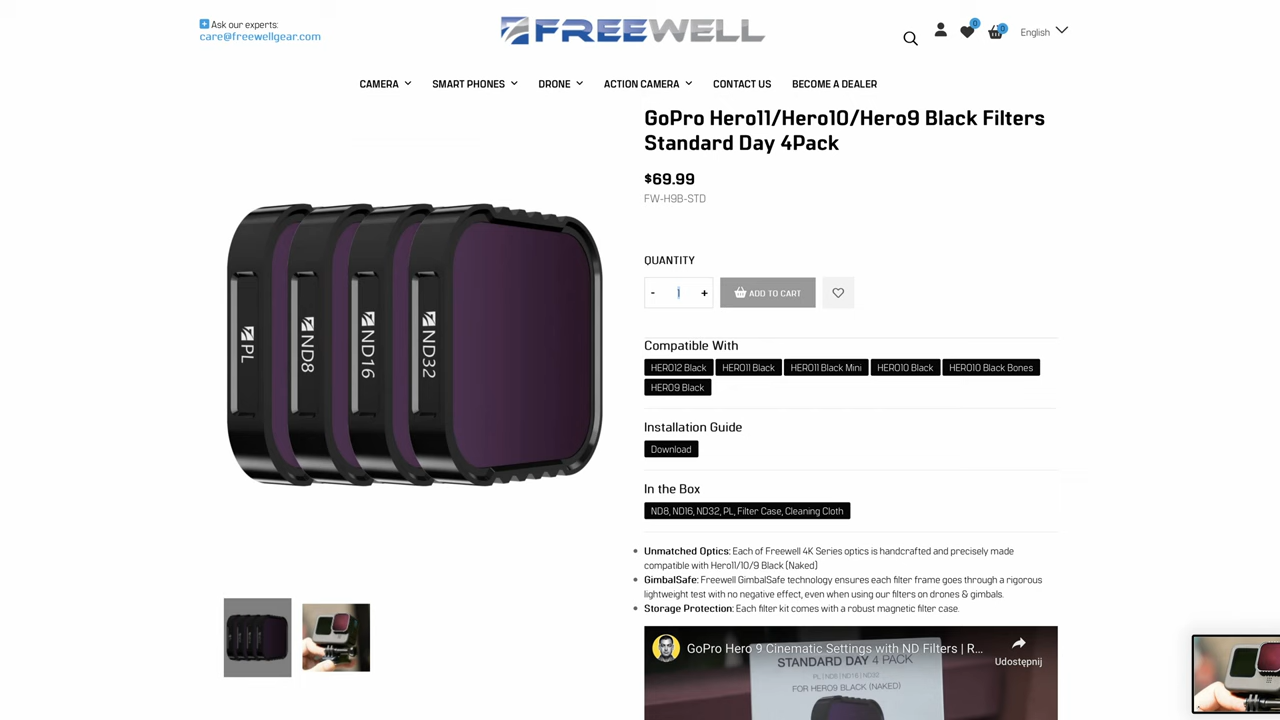 Ask our experts:
care@freewellgear.com
FREEWELL
0
0
English
CAMERA
SMART PHONES
DRONE
ACTION CAMERA
CONTACT US
BECOME A DEALER
GoPro Hero11/Hero10/Hero9 Black Filters
Standard Day 4Pack
$69.99
FW-H9B-STD
QUANTITY
- 1 +
ADD TO CART
PL
ND8
ND16
ND32
Compatible With
HERO12 Black HERO11 Black HERO11 Black Mini HERO10 Black HERO10 Black Bones
HERO9 Black
Installation Guide
Download
In the Box
ND8, ND16, ND32, PL, Filter Case, Cleaning Cloth
Unmatched Optics: Each of Freewell 4K Series optics is handcrafted and precisely made
compatible with Hero11/10/9 Black (Naked)
GimbalSafe: Freewell GimbalSafe technology ensures each filter frame goes through a rigorous
lightweight test with no negative effect, even when using our filters on drones & gimbals.
Storage Protection: Each filter kit comes with a robust magnetic filter case.
GoPro Hero 9 Cinematic Settings with ND Filters | R...
Udostępnij
STANDARD DAY 4 PACK
PL | ND8 | ND16 | ND32
FOR HERO9 BLACK (NAKED)